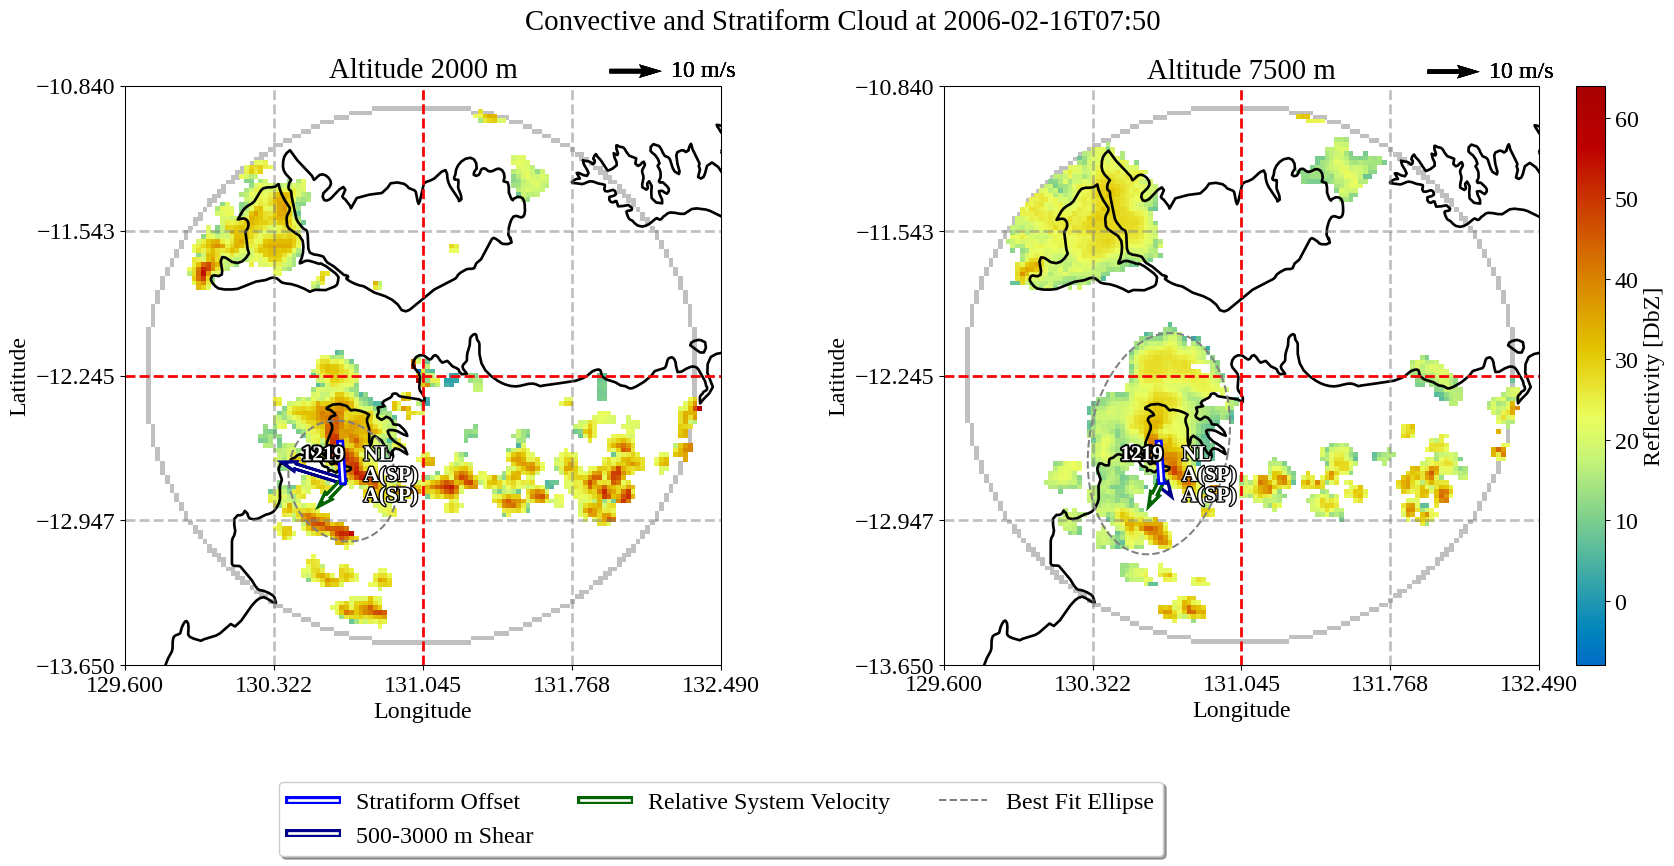 Convective and Stratiform Cloud at 2006-02-16T07:50
Altitude 2000 m
10 m/s
−10.840
−11.543
−12.245
−12.947
−13.650
Latitude
1219
NL
A(SP)
A(SP)
129.600
130.322
131.045
131.768
132.490
Longitude
Altitude 7500 m
10 m/s
−10.840
−11.543
−12.245
−12.947
−13.650
Latitude
1219
NL
A(SP)
A(SP)
129.600
130.322
131.045
131.768
132.490
Longitude
60
50
40
30
20
10
0
Reflectivity [DbZ]
Stratiform Offset
500-3000 m Shear
Relative System Velocity
Best Fit Ellipse